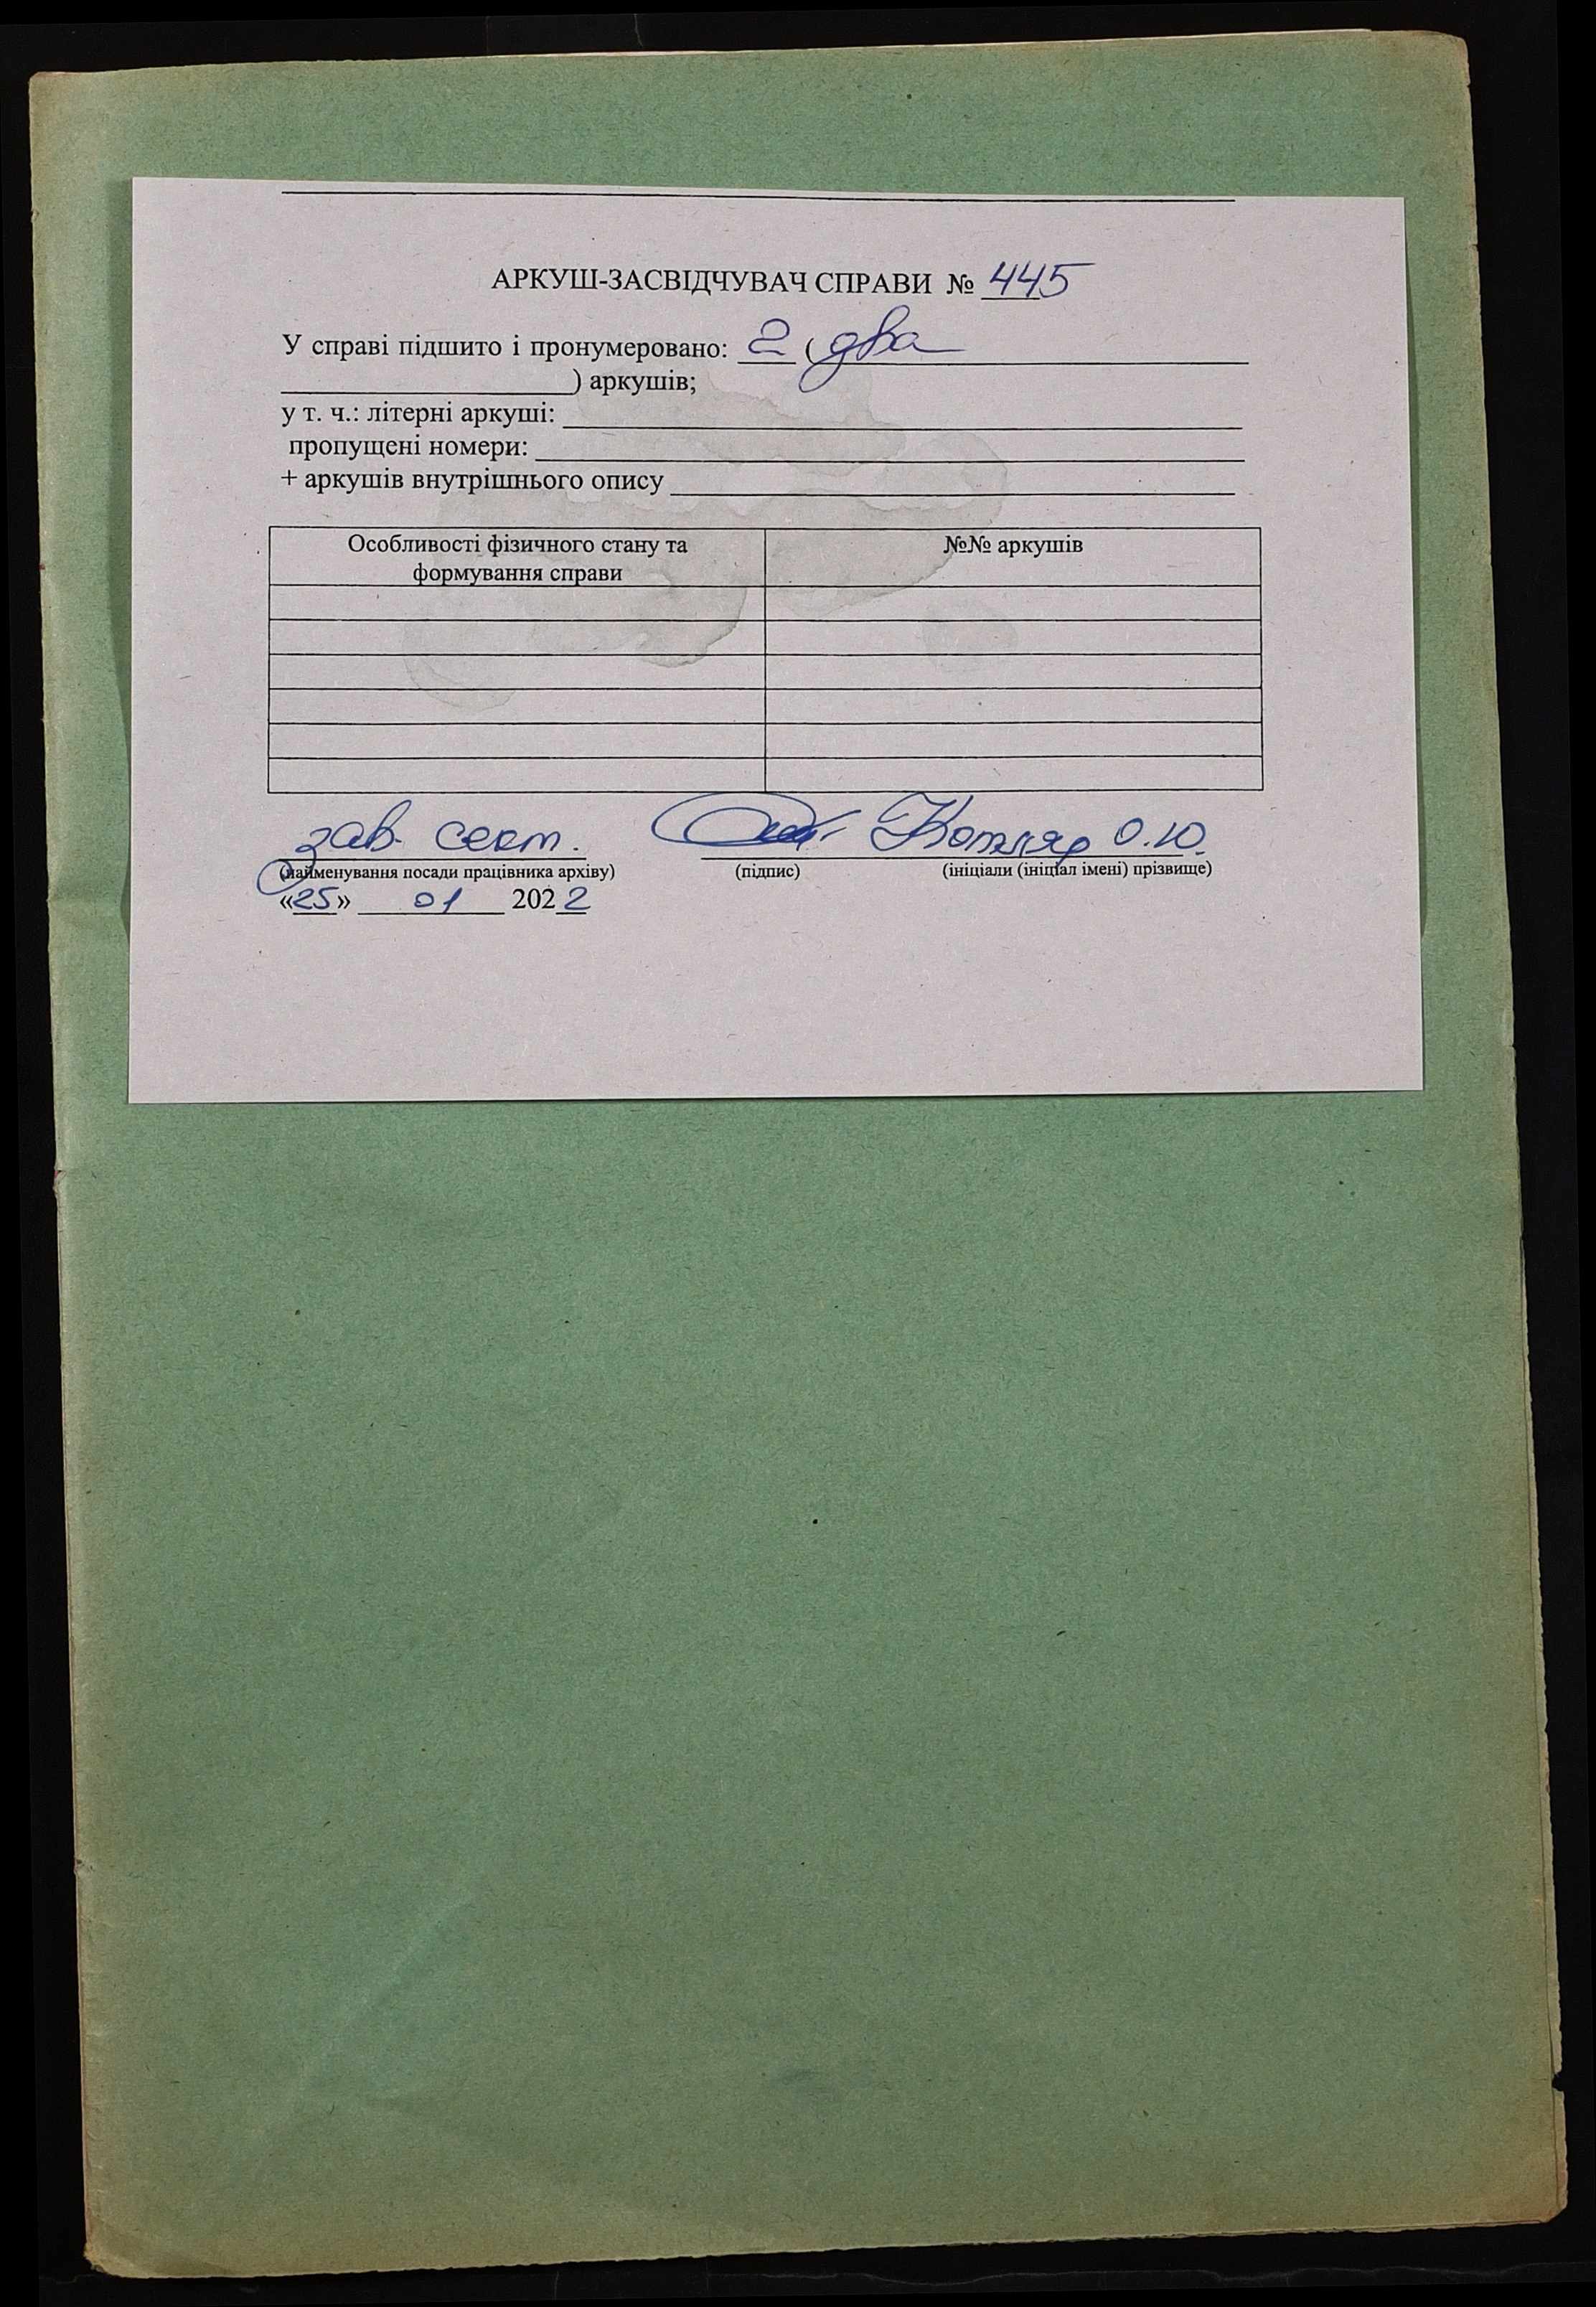 АРКУШ-ЗАСВІДЧУВАЧ СПРАВИ № 445
У справі підшито і пронумеровано: 2 (два
) аркушів;
у т. ч.: літерні аркуші:
пропущені номери:
+ аркушів внутрішнього опису
Особливості фізичного стану та формування справи
№№ аркушів
зав. сект. Котляр О.Ю.
(найменування посади працівника архіву) (підпис) (ініціали (ініціал імені) прізвище)
«25» 01 2022